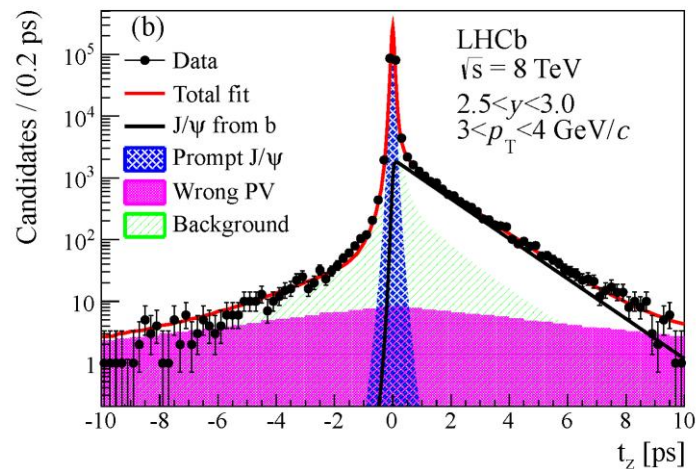 (b)
LHCb
√s = 8 TeV
2.5<y<3.0
3<p_T<4 GeV/c
Data
Total fit
J/ψ from b
Prompt J/ψ
Wrong PV
Background
Candidates / (0.2 ps)
10⁵
10⁴
10³
10²
10
1
-10 -8 -6 -4 -2 0 2 4 6 8 10
t_z [ps]